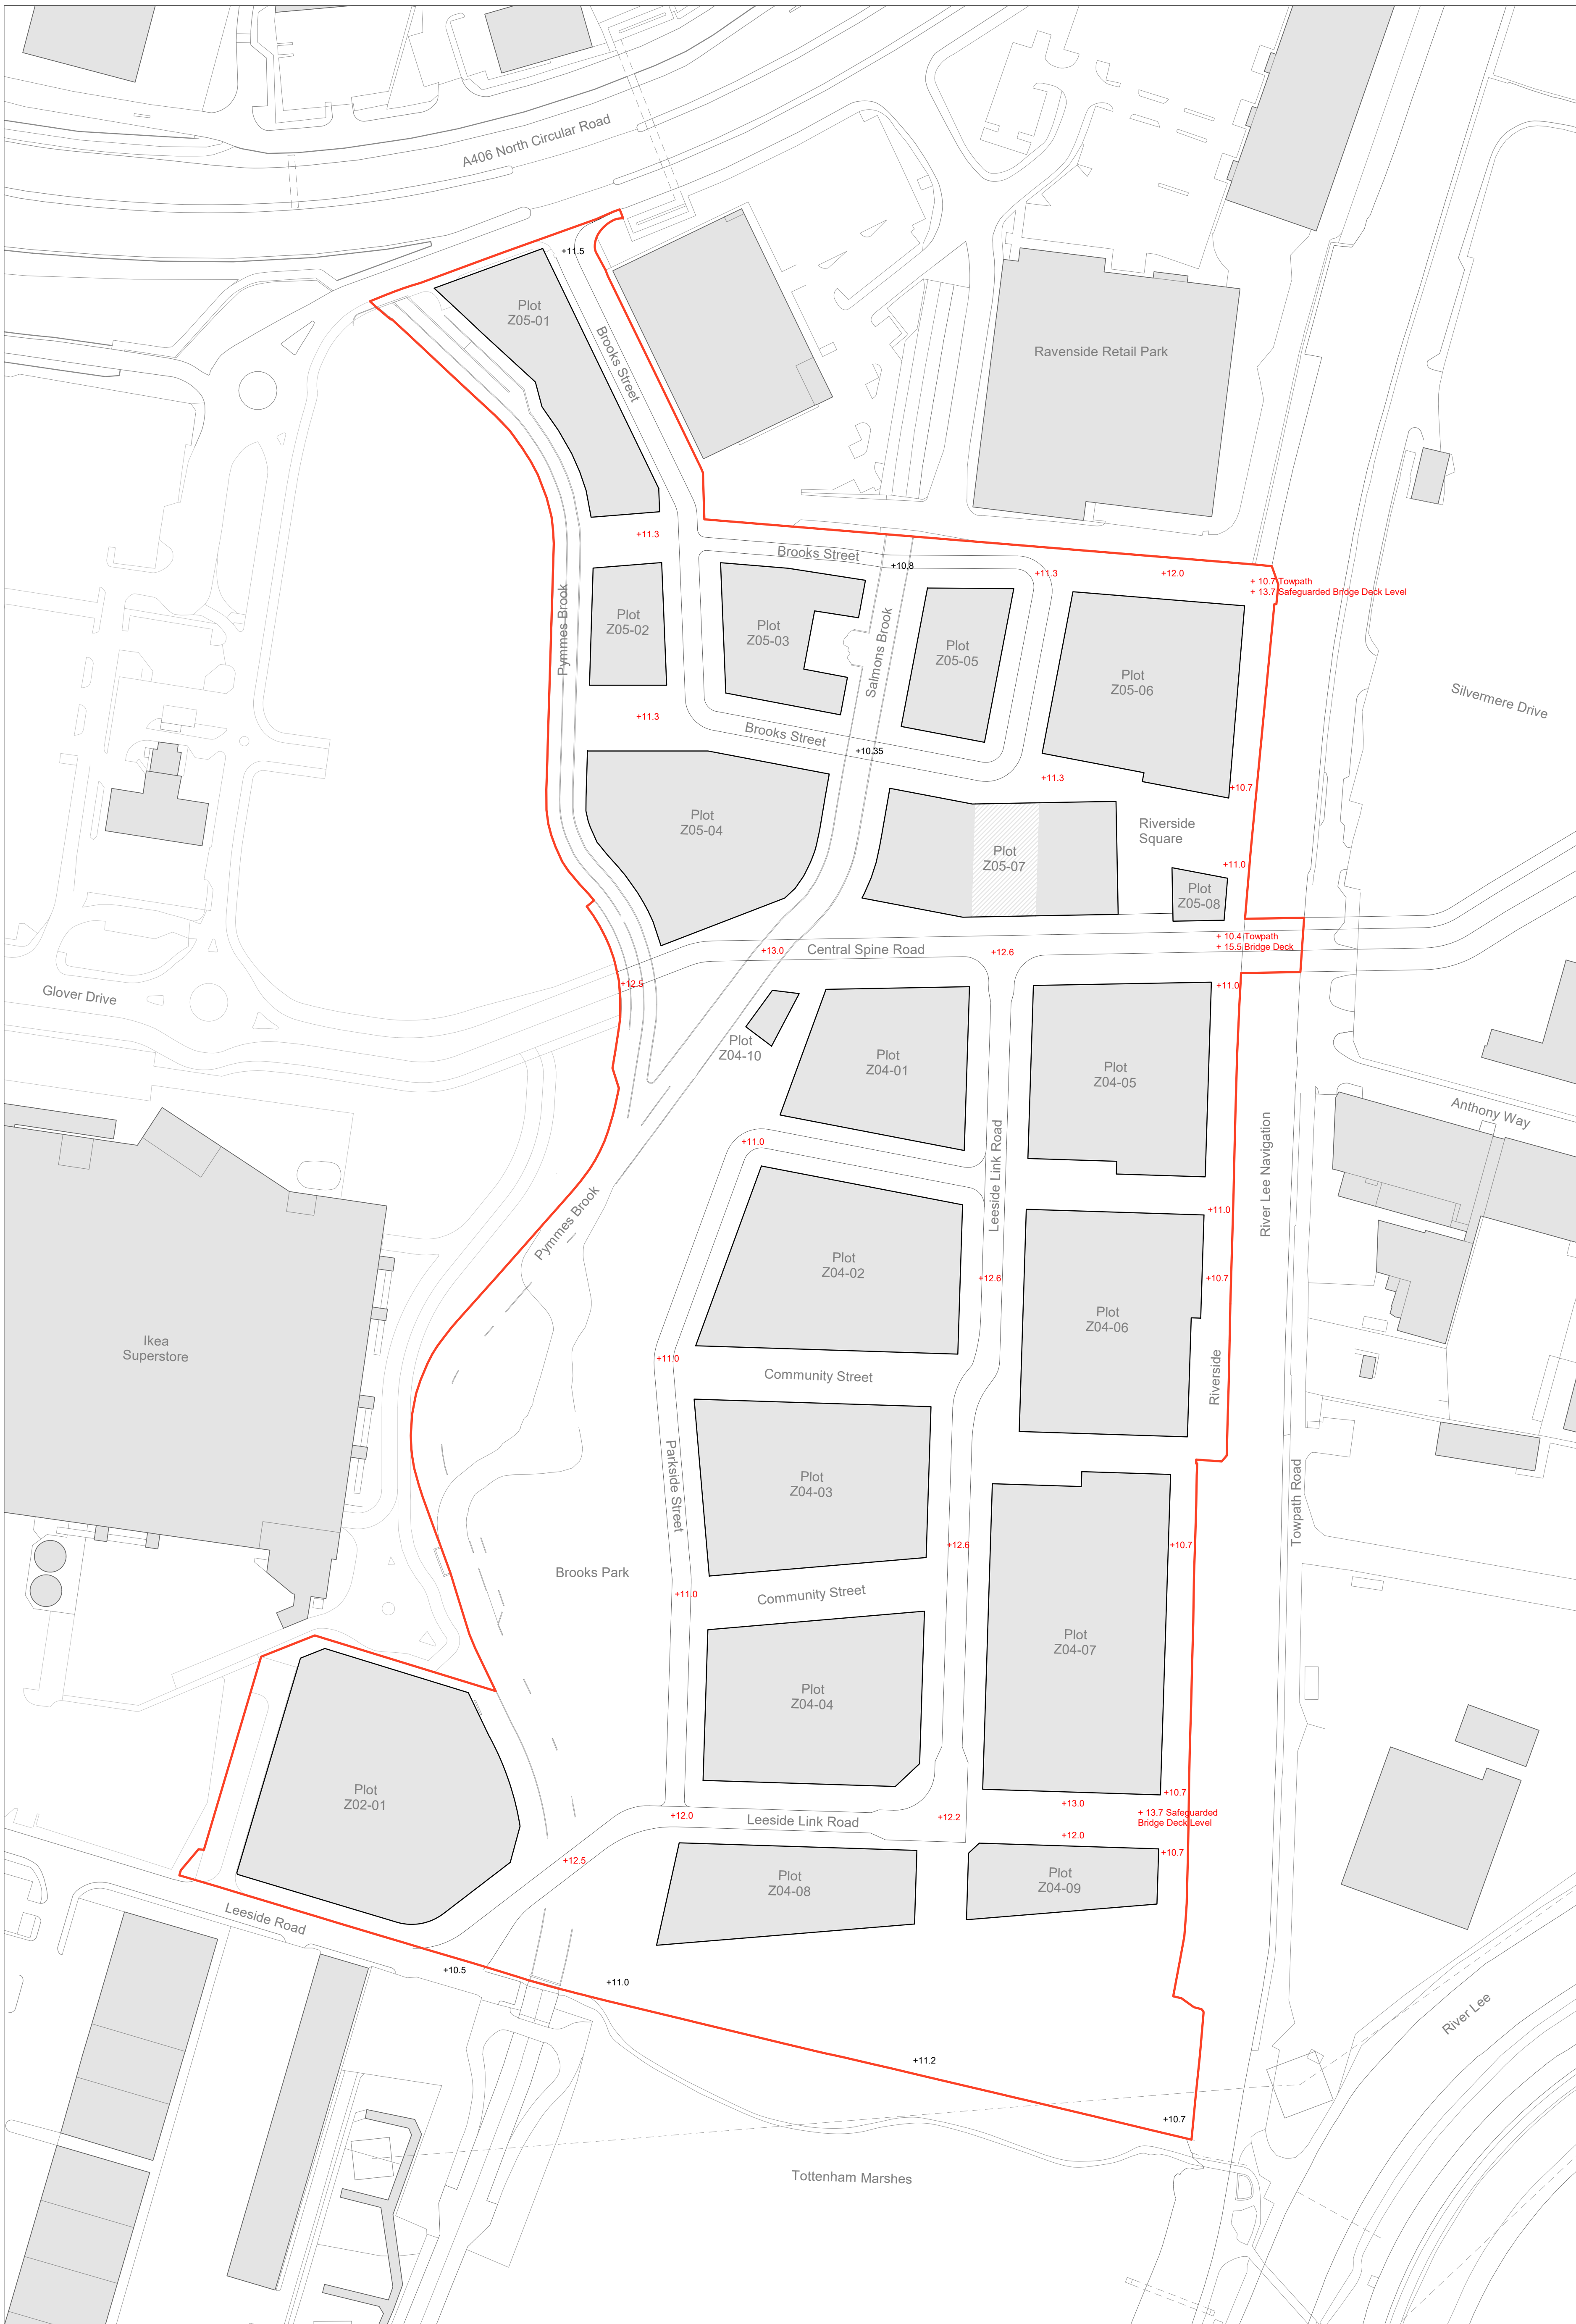 A406 North Circular Road
+11.5
Plot
Z05-01
Brooks Street
Ravenside Retail Park
+11.3
Brooks Street
+10.8
+11.3
+12.0
+ 10.7 Towpath
+ 13.7 Safeguarded Bridge Deck Level
Pymmes Brook
Plot
Z05-02
Plot
Z05-03
Salmons Brook
Plot
Z05-05
Plot
Z05-06
Silvermere Drive
+11.3
Brooks Street
+10.35
+11.3
+10.7
Plot
Z05-04
Plot
Z05-07
Riverside
Square
+11.0
Plot
Z05-08
+13.0
Central Spine Road
+12.6
+ 10.4 Towpath
+ 15.5 Bridge Deck
Glover Drive
+12.5
+11.0
Plot
Z04-10
Plot
Z04-01
Plot
Z04-05
Anthony Way
+11.0
Leeside Link Road
River Lee Navigation
Pymmes Brook
+11.0
Plot
Z04-02
+12.6
+10.7
Plot
Z04-06
Ikea
Superstore
+11.0
Community Street
Riverside
Parkside Street
Plot
Z04-03
Towpath Road
+12.6
+10.7
Brooks Park
+11.0
Community Street
Plot
Z04-07
Plot
Z04-04
Plot
Z02-01
+10.7
+12.0
Leeside Link Road
+12.2
+13.0
+ 13.7 Safeguarded
Bridge Deck Level
+12.0
+10.7
+12.5
Plot
Z04-08
Plot
Z04-09
Leeside Road
+10.5
+11.0
River Lee
+11.2
+10.7
Tottenham Marshes